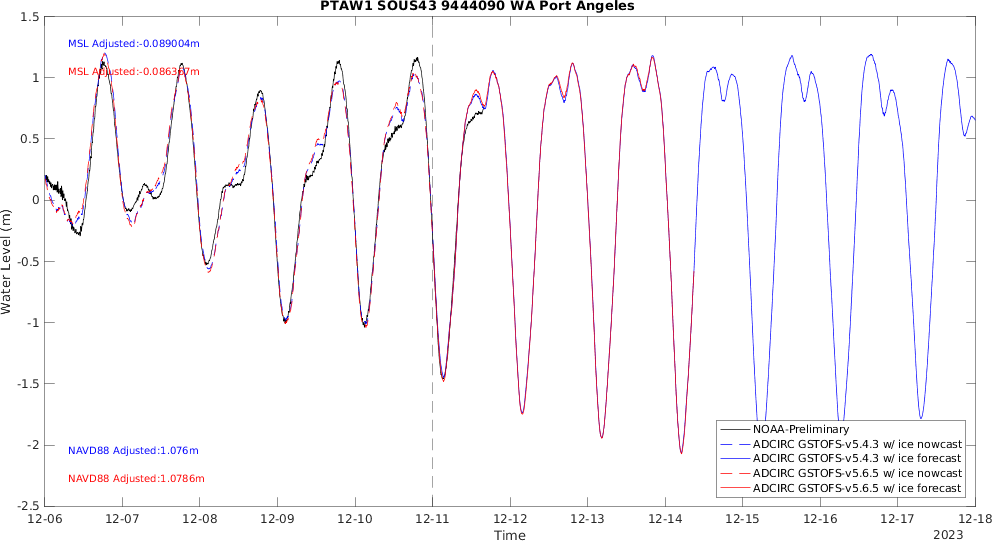 PTAW1 SOUS43 9444090 WA Port Angeles
1.5
1
0.5
0
-0.5
-1
-1.5
-2
-2.5
Water Level (m)
MSL Adjusted:-0.089004m
MSL Adjusted:-0.086367m
NAVD88 Adjusted:1.076m
NAVD88 Adjusted:1.0786m
NOAA-Preliminary
ADCIRC GSTOFS-v5.4.3 w/ ice nowcast
ADCIRC GSTOFS-v5.4.3 w/ ice forecast
ADCIRC GSTOFS-v5.6.5 w/ ice nowcast
ADCIRC GSTOFS-v5.6.5 w/ ice forecast
12-06 12-07 12-08 12-09 12-10 12-11 12-12 12-13 12-14 12-15 12-16 12-17 12-18
Time
2023